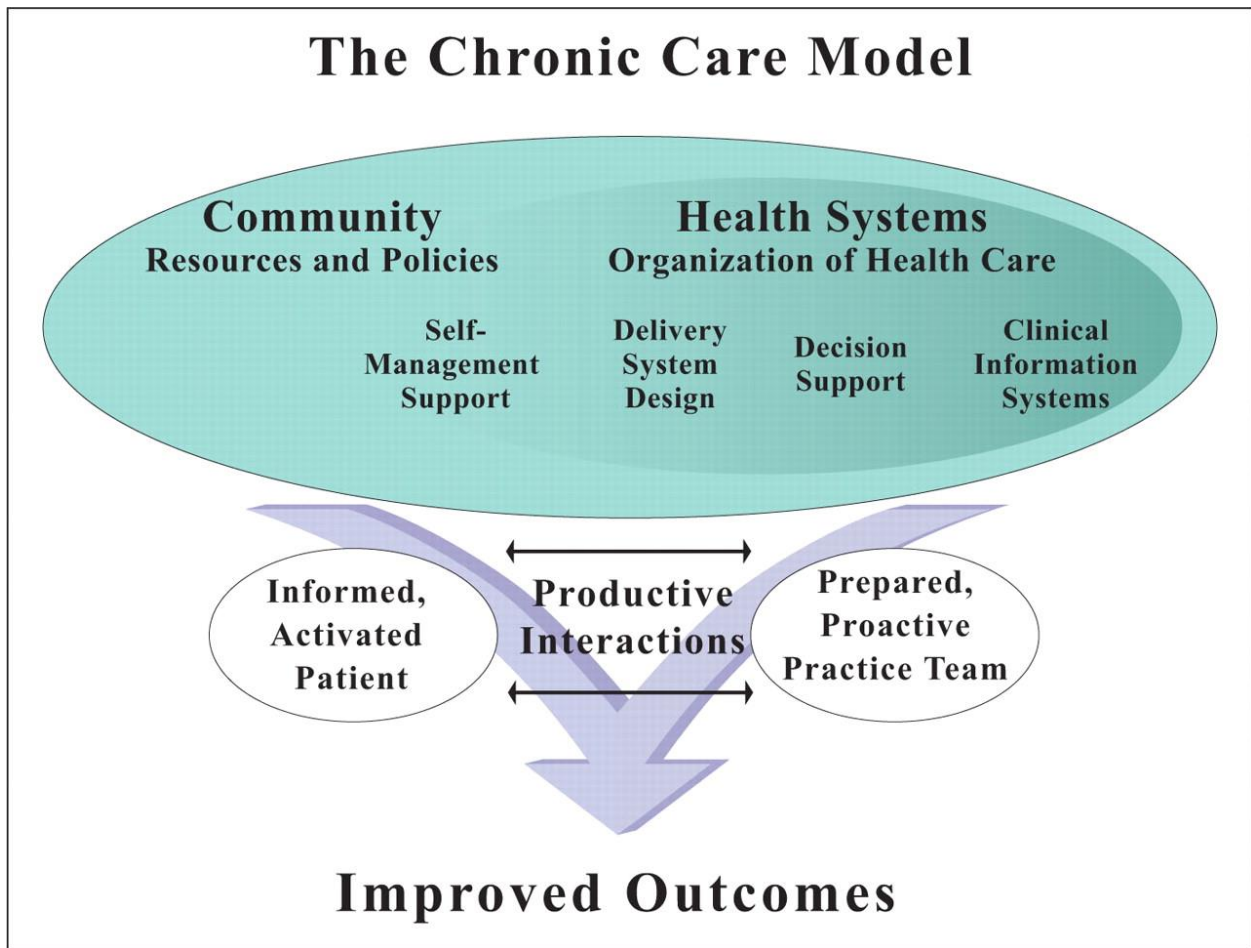 The Chronic Care Model
Community
Resources and Policies
Health Systems
Organization of Health Care
Self-
Management
Support
Delivery
System
Design
Decision
Support
Clinical
Information
Systems
Informed,
Activated
Patient
Productive
Interactions
Prepared,
Proactive
Practice Team
Improved Outcomes